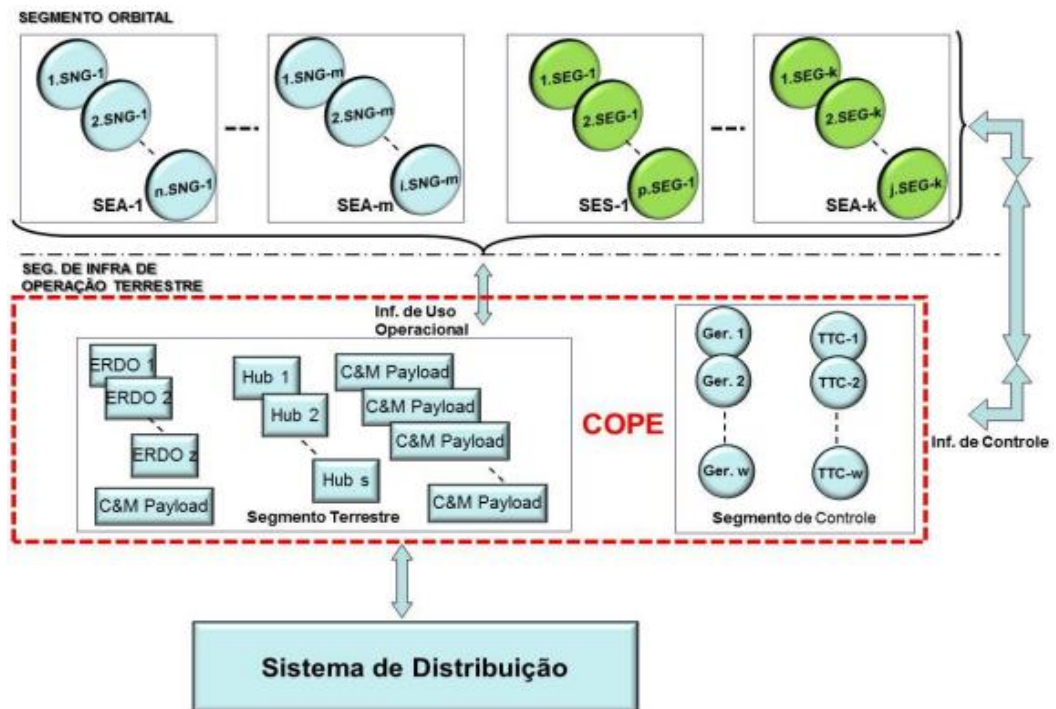 SEGMENTO ORBITAL
1.SNG-1
2.SNG-1
n.SNG-1
SEA-1
1.SNG-m
2.SNG-m
i.SNG-m
SEA-m
1.SEG-1
2.SEG-1
p.SEG-1
SES-1
1.SEG-k
2.SEG-k
j.SEG-k
SEA-k
SEG. DE INFRA DE
OPERAÇÃO TERRESTRE
Inf. de Uso
Operacional
ERDO 1
ERDO 2
ERDO z
C&M Payload
Hub 1
Hub 2
Hub s
C&M Payload
C&M Payload
C&M Payload
C&M Payload
Segmento Terrestre
COPE
Ger. 1
Ger. 2
Ger. w
TTC-1
TTC-2
TTC-w
Segmento de Controle
Inf. de Controle
Sistema de Distribuição